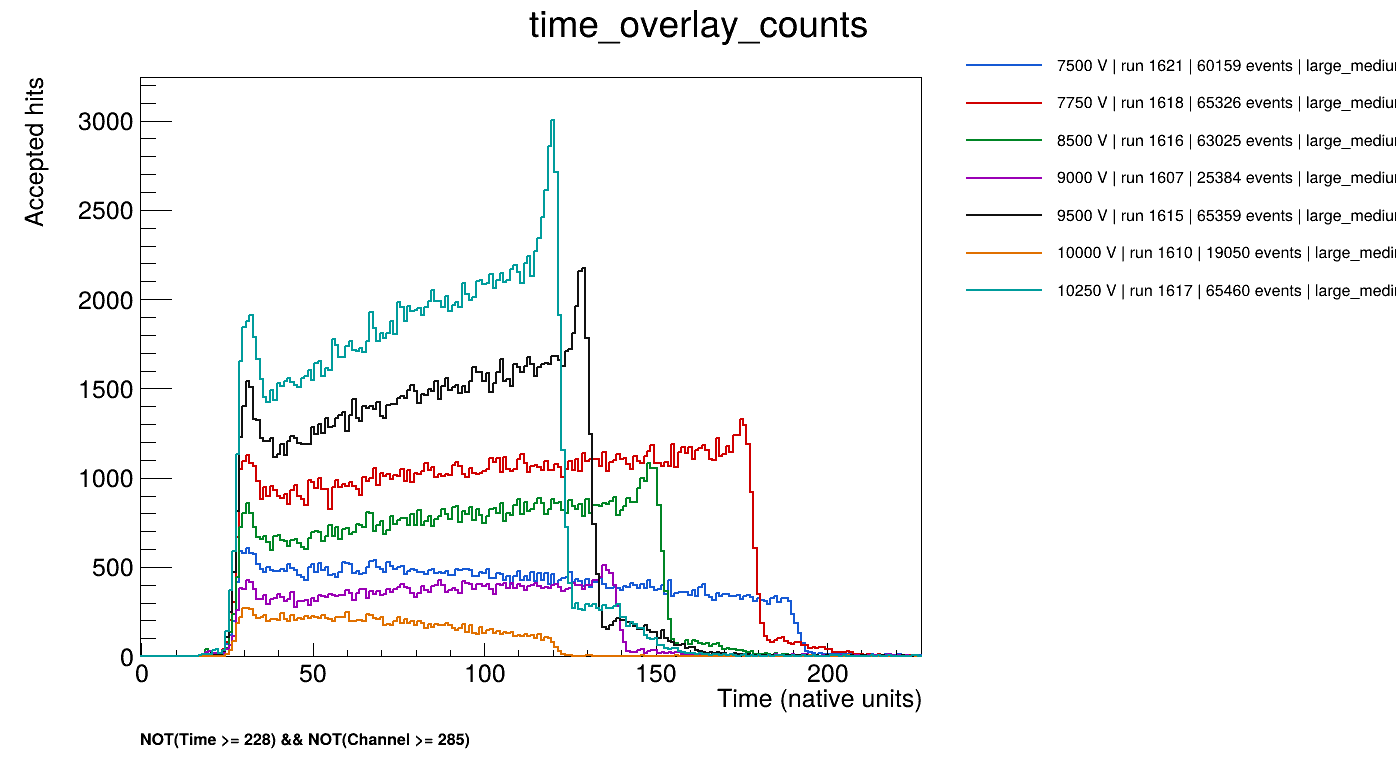 time_overlay_counts
Accepted hits
3000
2500
2000
1500
1000
500
0
0 50 100 150 200
Time (native units)
7500 V | run 1621 | 60159 events | large_mediu
7750 V | run 1618 | 65326 events | large_mediu
8500 V | run 1616 | 63025 events | large_mediu
9000 V | run 1607 | 25384 events | large_mediu
9500 V | run 1615 | 65359 events | large_mediu
10000 V | run 1610 | 19050 events | large_medi
10250 V | run 1617 | 65460 events | large_medi
NOT(Time >= 228) && NOT(Channel >= 285)